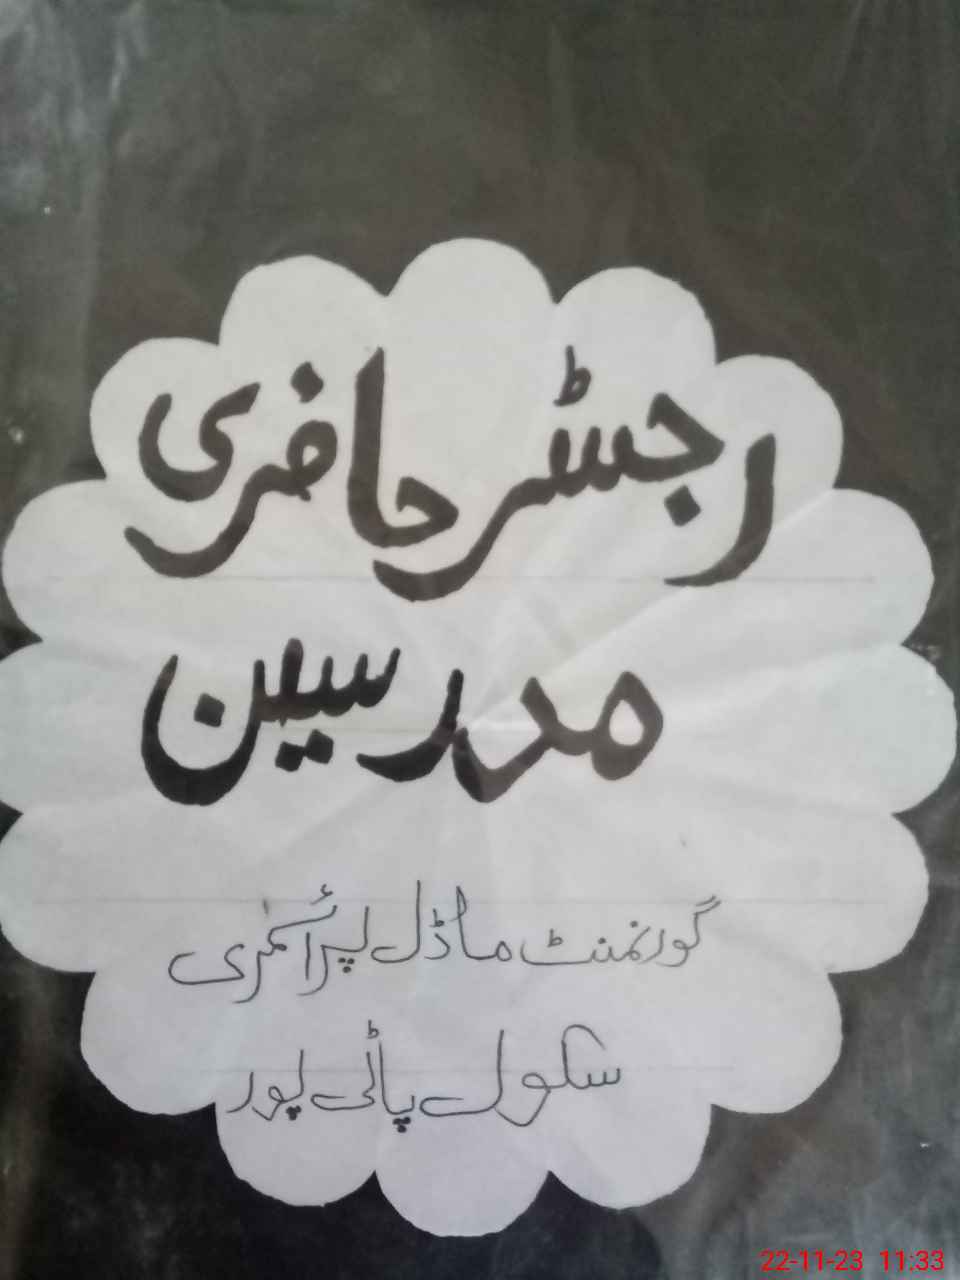 رجسٹر حاضری
مدرسین
گورنمنٹ ماڈل پرائمری
سکول پاٹی پور
22-11-23 11:33